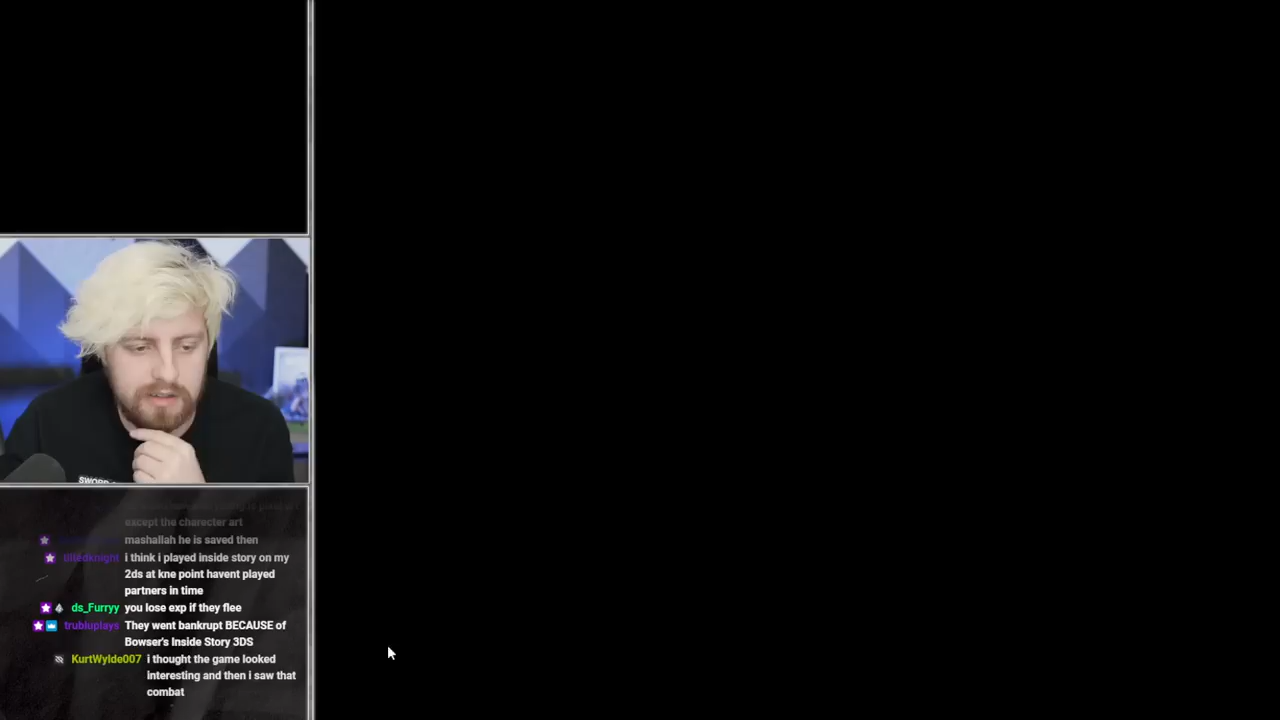 SWORD
except the charecter art
mashallah he is saved then
tilledknight i think i played inside story on my
2ds at kne point havent played
partners in time
ds_Furryy you lose exp if they flee
trubluplays They went bankrupt BECAUSE of
Bowser's Inside Story 3DS
KurtWylde007 i thought the game looked
interesting and then i saw that
combat